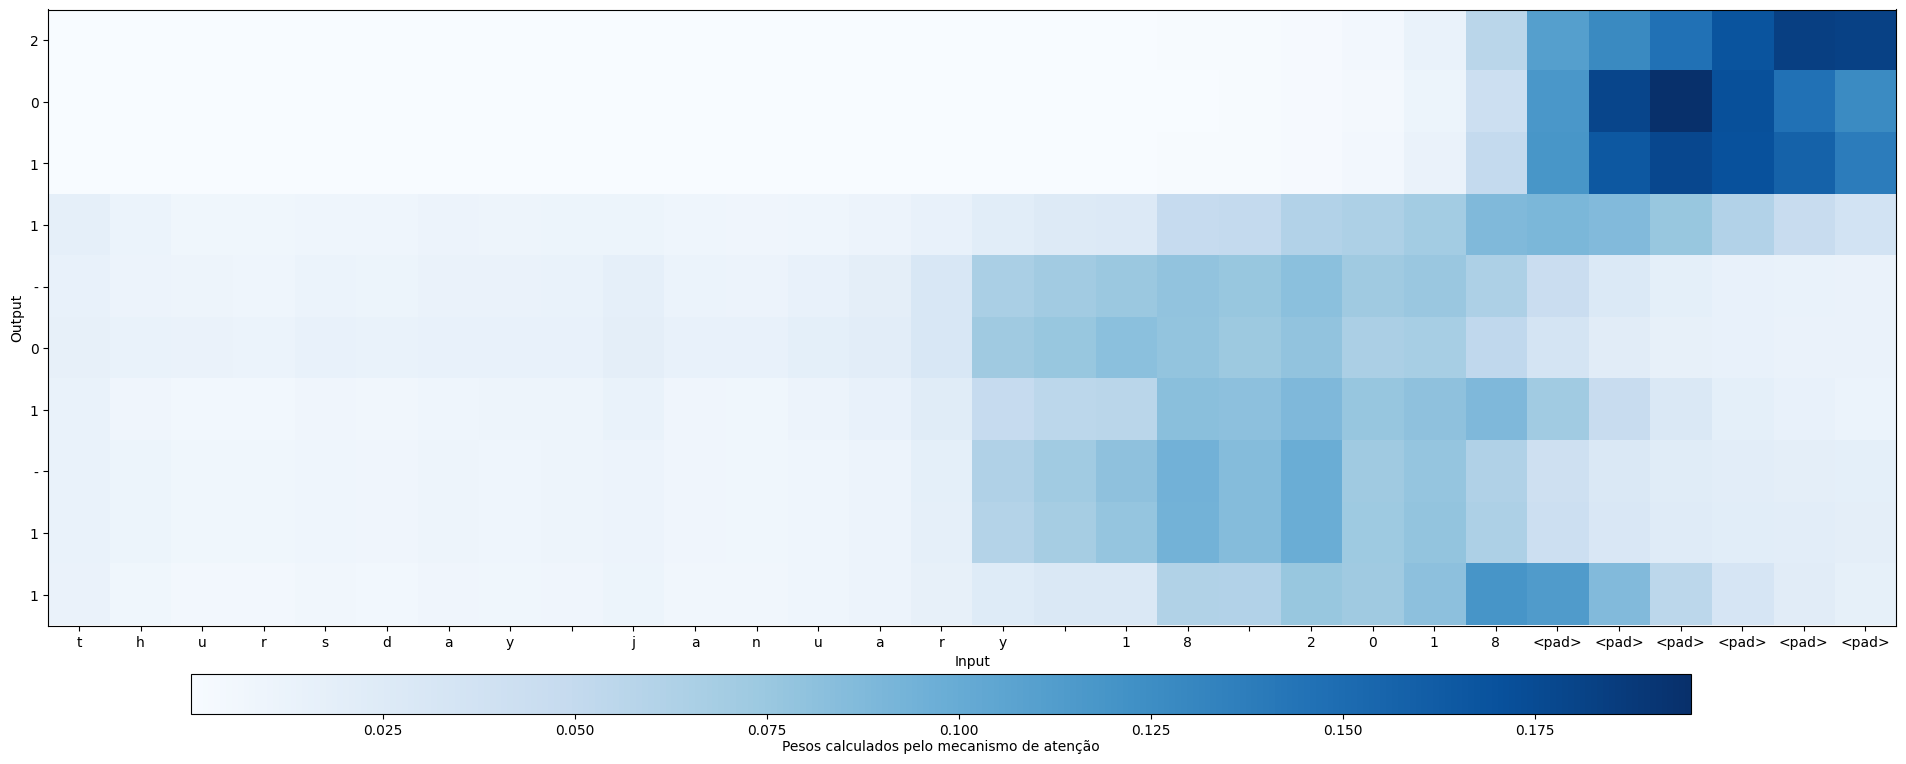 2
0
1
1
-
0
1
-
1
1
Output
t h u r s d a y j a n u a r y 1 8 2 0 1 8 <pad> <pad> <pad> <pad> <pad> <pad>
Input
0.025 0.050 0.075 0.100 0.125 0.150 0.175
Pesos calculados pelo mecanismo de atenção